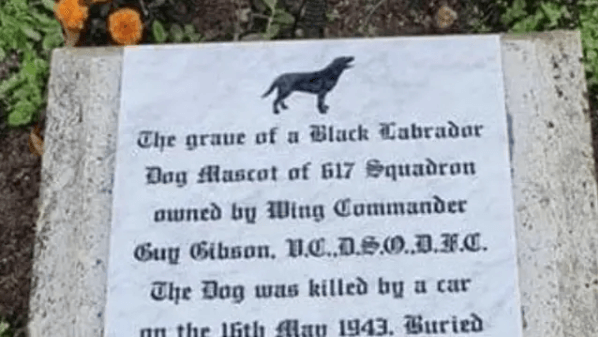 The grave of a Black Labrador
Dog Mascot of 617 Squadron
owned by Wing Commander
Guy Gibson. V.C.,D.S.O.,D.F.C.
The Dog was killed by a car
on the 16th May 1943. Buried